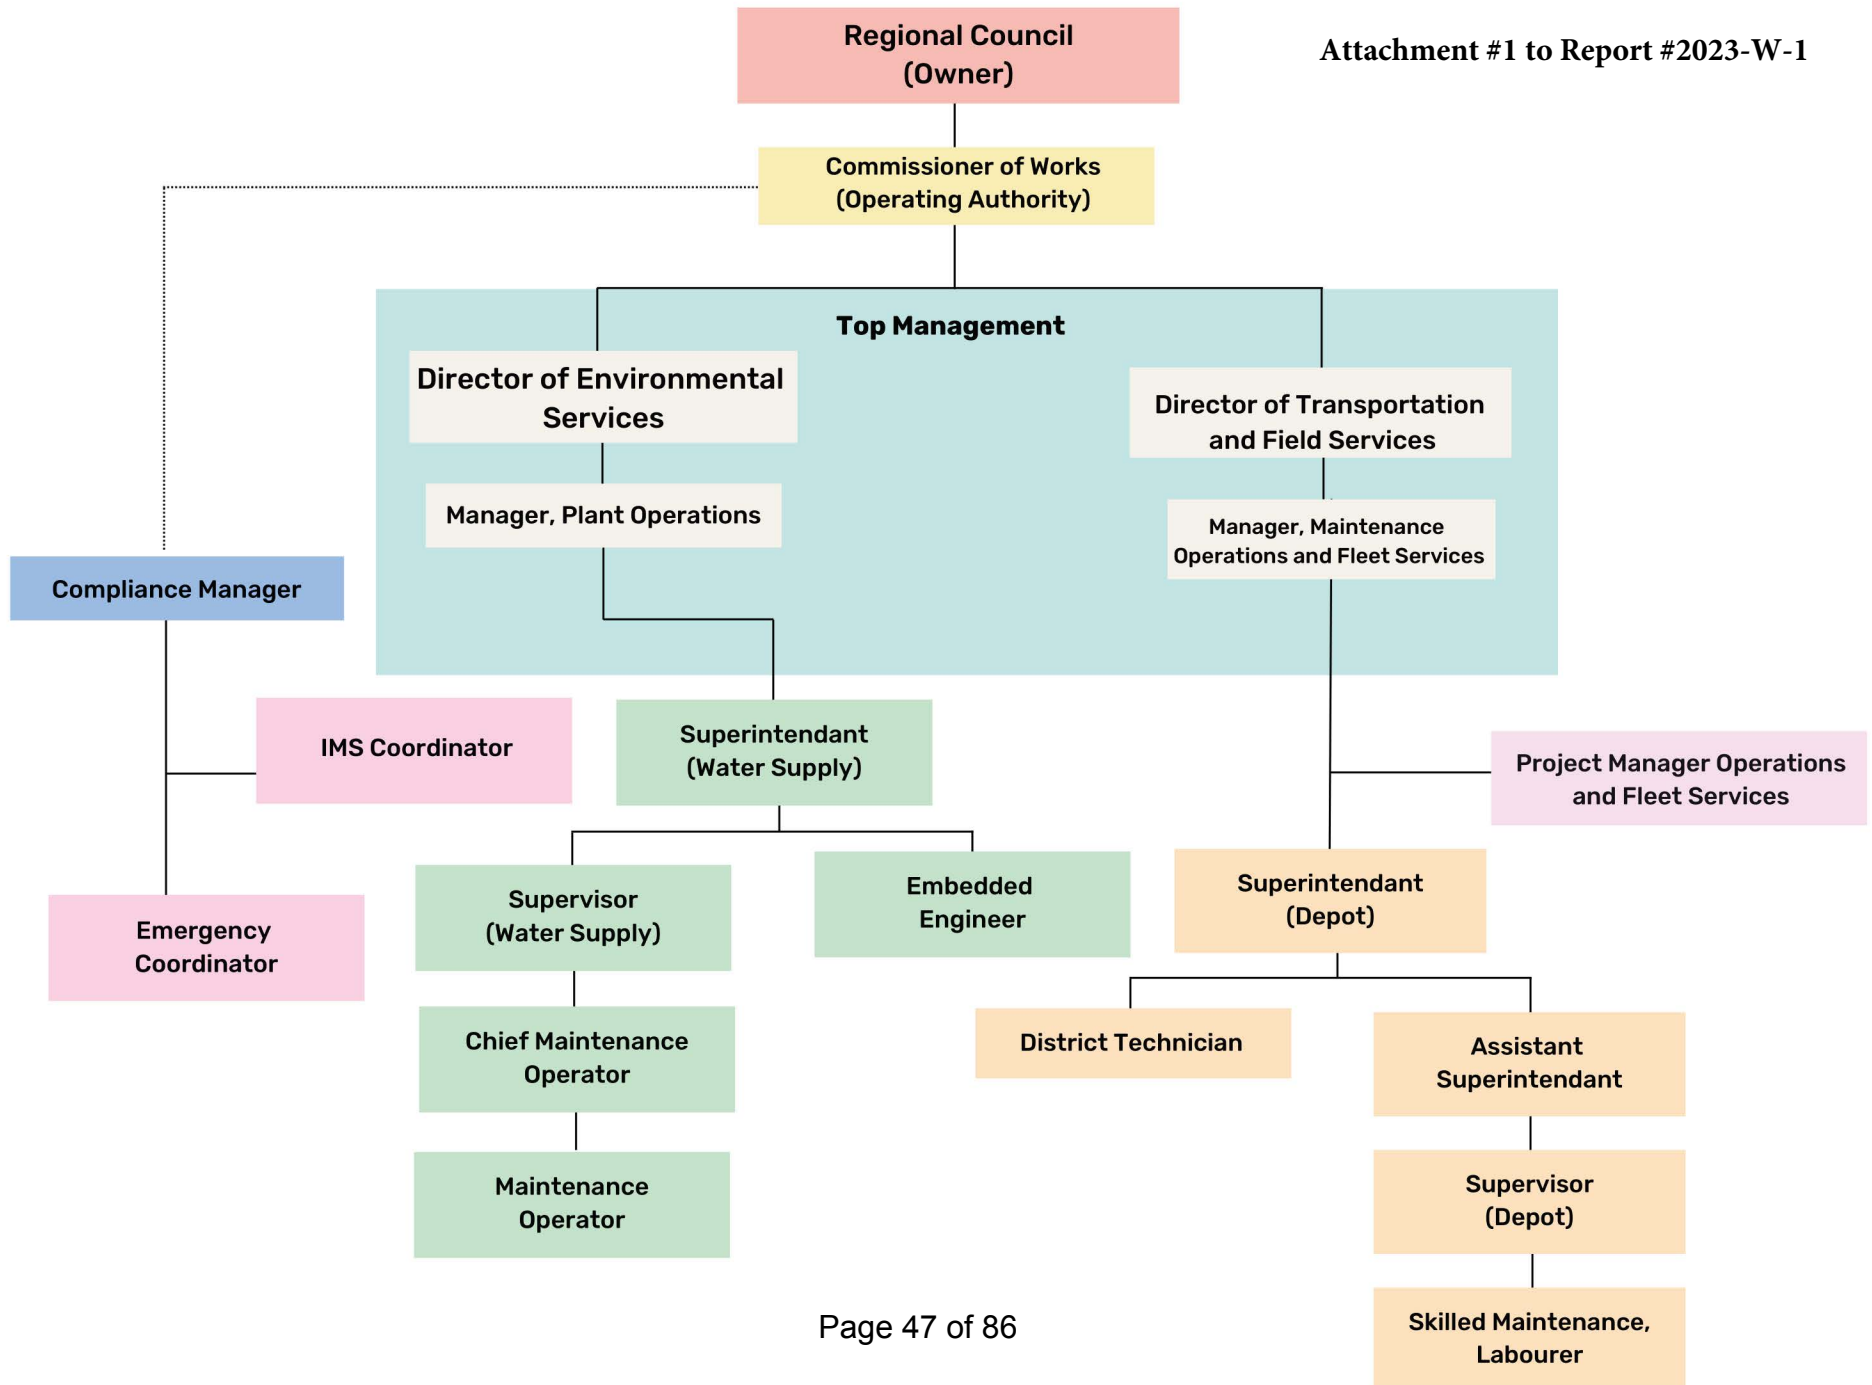 Regional Council
(Owner)
Attachment #1 to Report #2023-W-1
Commissioner of Works
(Operating Authority)
Top Management
Director of Environmental
Services
Director of Transportation
and Field Services
Manager, Plant Operations
Manager, Maintenance
Operations and Fleet Services
Compliance Manager
IMS Coordinator
Superintendant
(Water Supply)
Project Manager Operations
and Fleet Services
Emergency
Coordinator
Supervisor
(Water Supply)
Embedded
Engineer
Superintendant
(Depot)
Chief Maintenance
Operator
District Technician
Assistant
Superintendant
Maintenance
Operator
Supervisor
(Depot)
Skilled Maintenance,
Labourer
Page 47 of 86